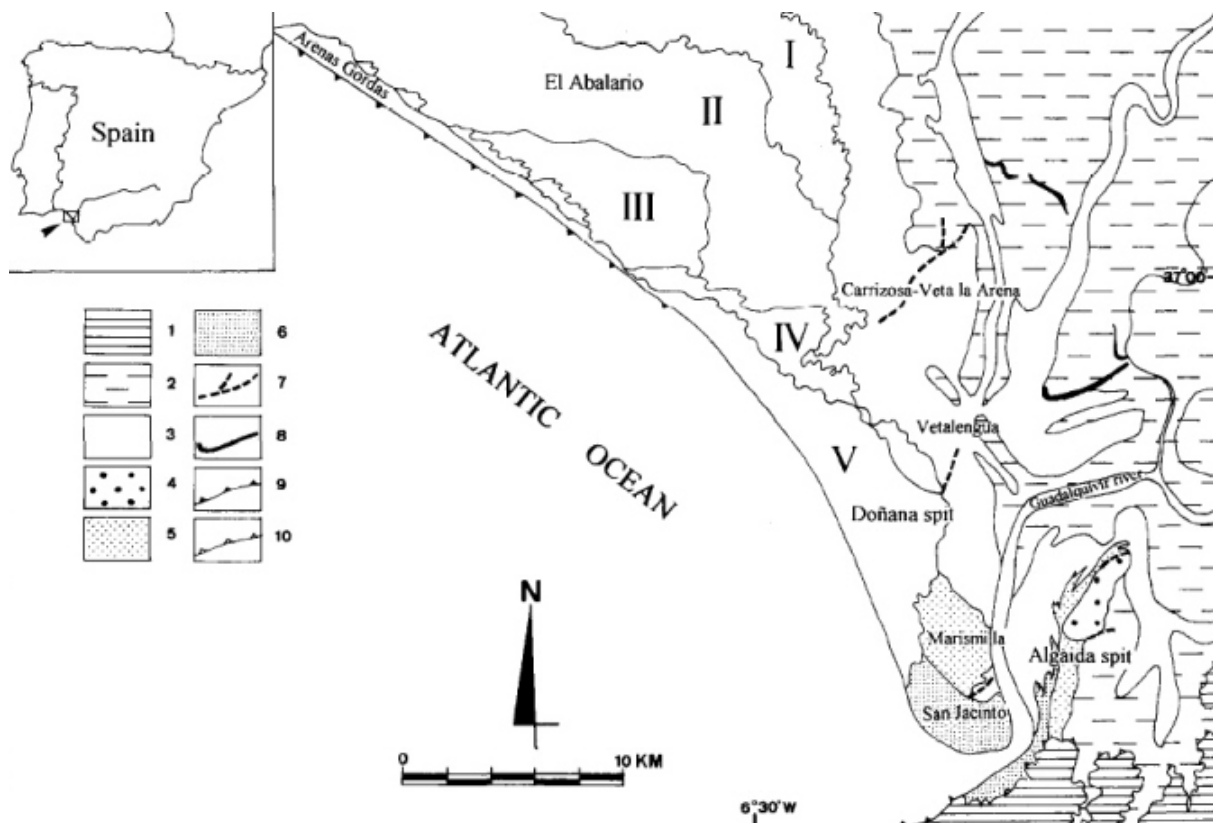 Spain
Arenas Gordas
El Abalario
I
II
III
IV
V
Carrizosa-Veta la Arena
37°00'
ATLANTIC
OCEAN
Vetalengua
Guadalquivir river
Doñana spit
Marismilla
Algaida spit
San Jacinto
1
2
3
4
5
6
7
8
9
10
N
0
10 KM
6°30'W